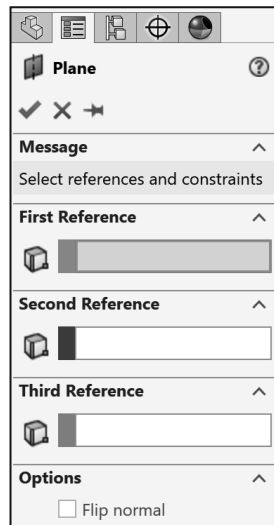 Plane
Message
Select references and constraints
First Reference
Second Reference
Third Reference
Options
Flip normal